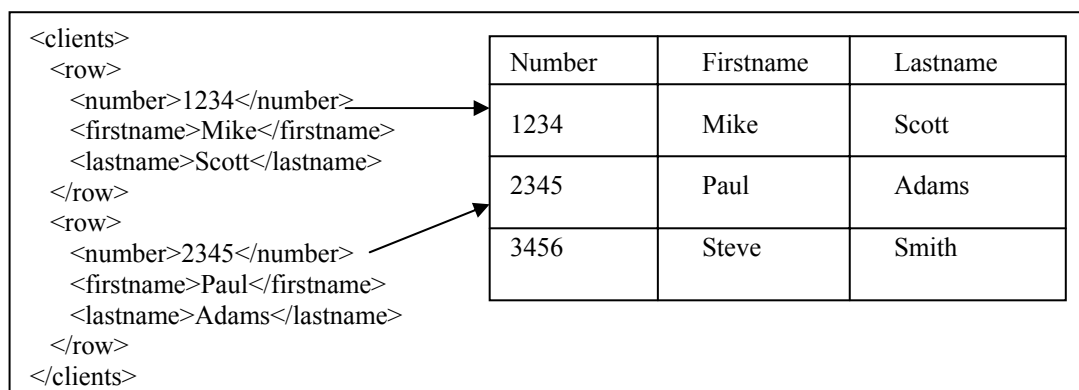 <clients>
<row>
<number>1234</number>
<firstname>Mike</firstname>
<lastname>Scott</lastname>
</row>
<row>
<number>2345</number>
<firstname>Paul</firstname>
<lastname>Adams</lastname>
</row>
</clients>
Number Firstname Lastname
1234 Mike Scott
2345 Paul Adams
3456 Steve Smith